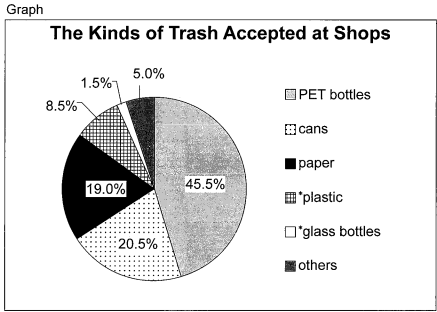 Graph
The Kinds of Trash Accepted at Shops
5.0%
1.5%
8.5%
19.0%
45.5%
20.5%
PET bottles
cans
paper
*plastic
*glass bottles
others